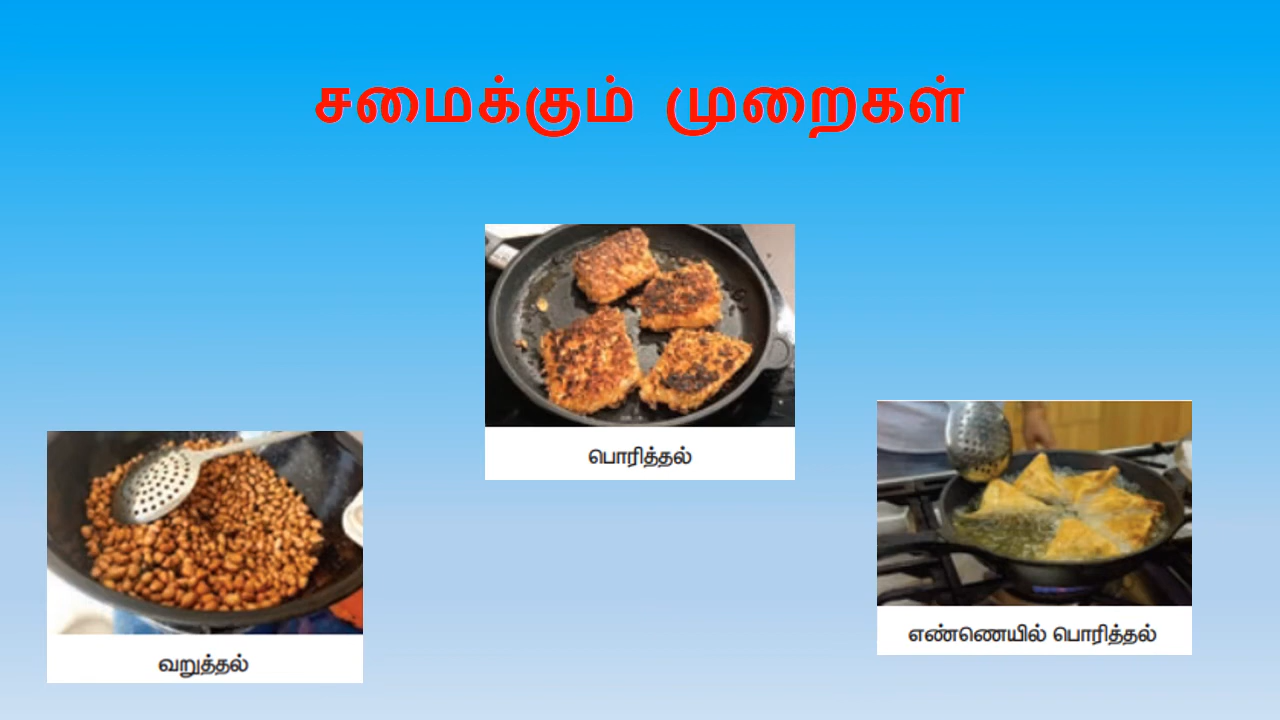 சமைக்கும் முறைகள்
பொரித்தல்
வறுத்தல்
எண்ணெயில் பொரித்தல்